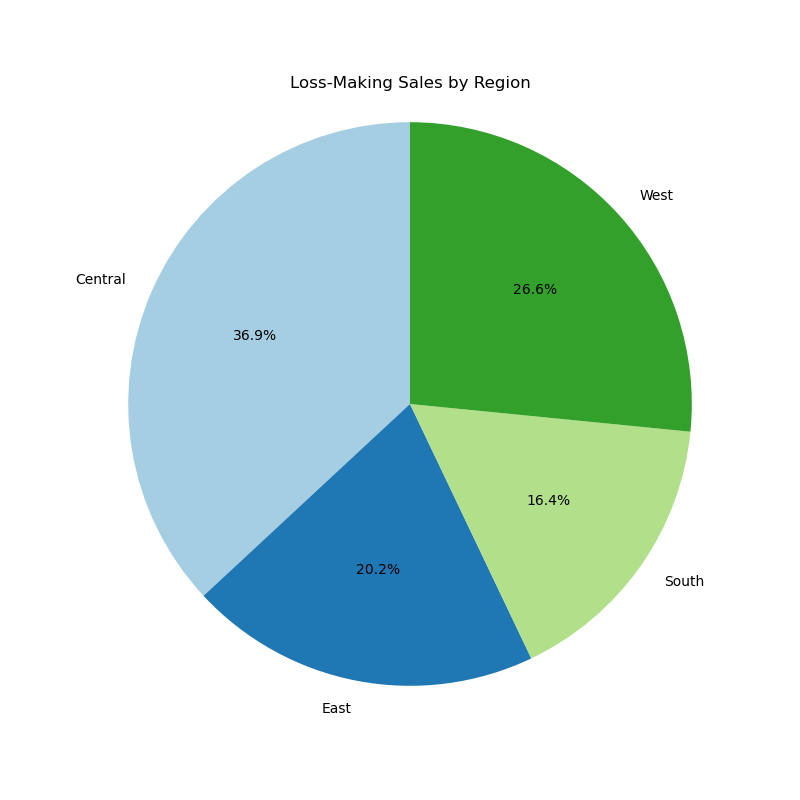 Loss-Making Sales by Region
West
Central
26.6%
36.9%
16.4%
20.2%
South
East